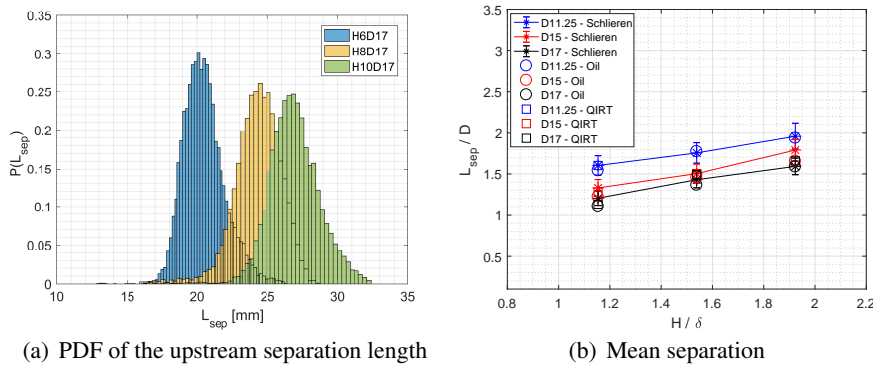 0.35
0.3
0.25
0.2
0.15
0.1
0.05
0
P(L_sep)
H6D17
H8D17
H10D17
10 15 20 25 30 35
L_sep [mm]
(a) PDF of the upstream separation length
3.5
3
2.5
2
1.5
1
0.5
L_sep / D
D11.25 - Schlieren
D15 - Schlieren
D17 - Schlieren
D11.25 - Oil
D15 - Oil
D17 - Oil
D11.25 - QIRT
D15 - QIRT
D17 - QIRT
0.8 1 1.2 1.4 1.6 1.8 2 2.2
H / δ
(b) Mean separation